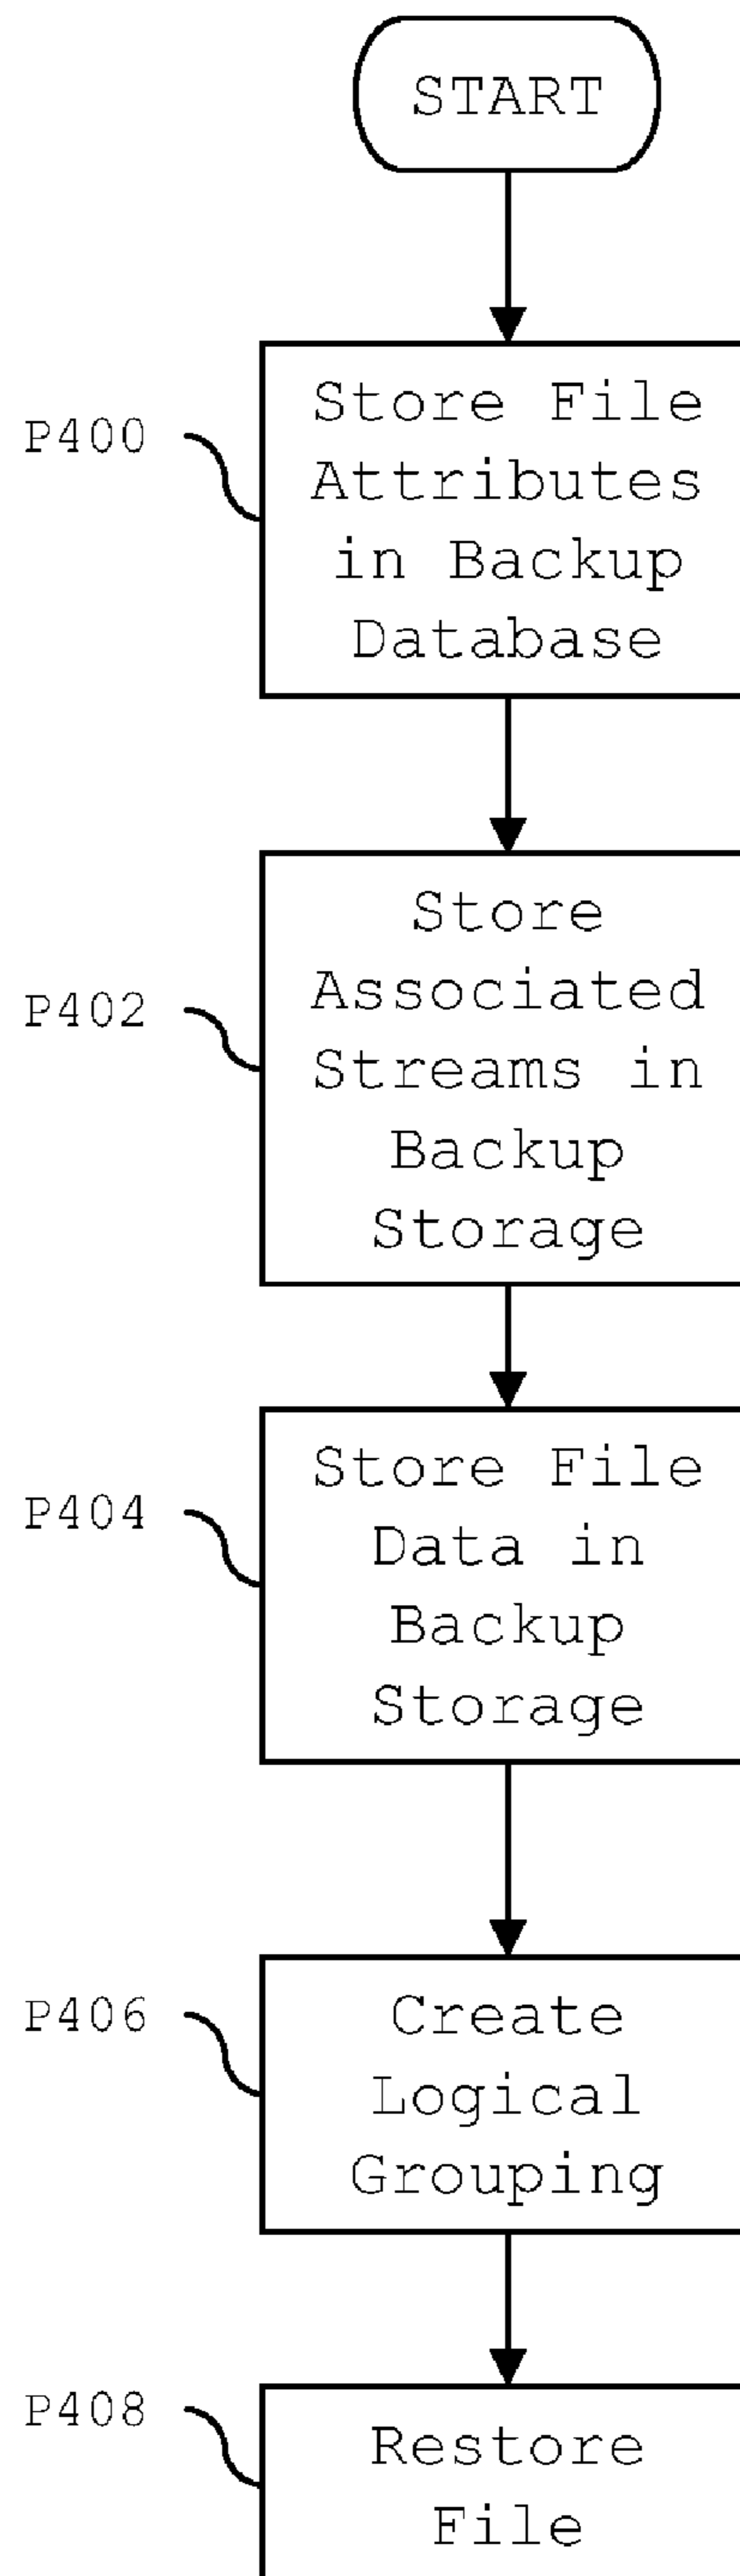 START
P400
Store File
Attributes
in Backup
Database
P402
Store
Associated
Streams in
Backup
Storage
P404
Store File
Data in
Backup
Storage
P406
Create
Logical
Grouping
P408
Restore
File